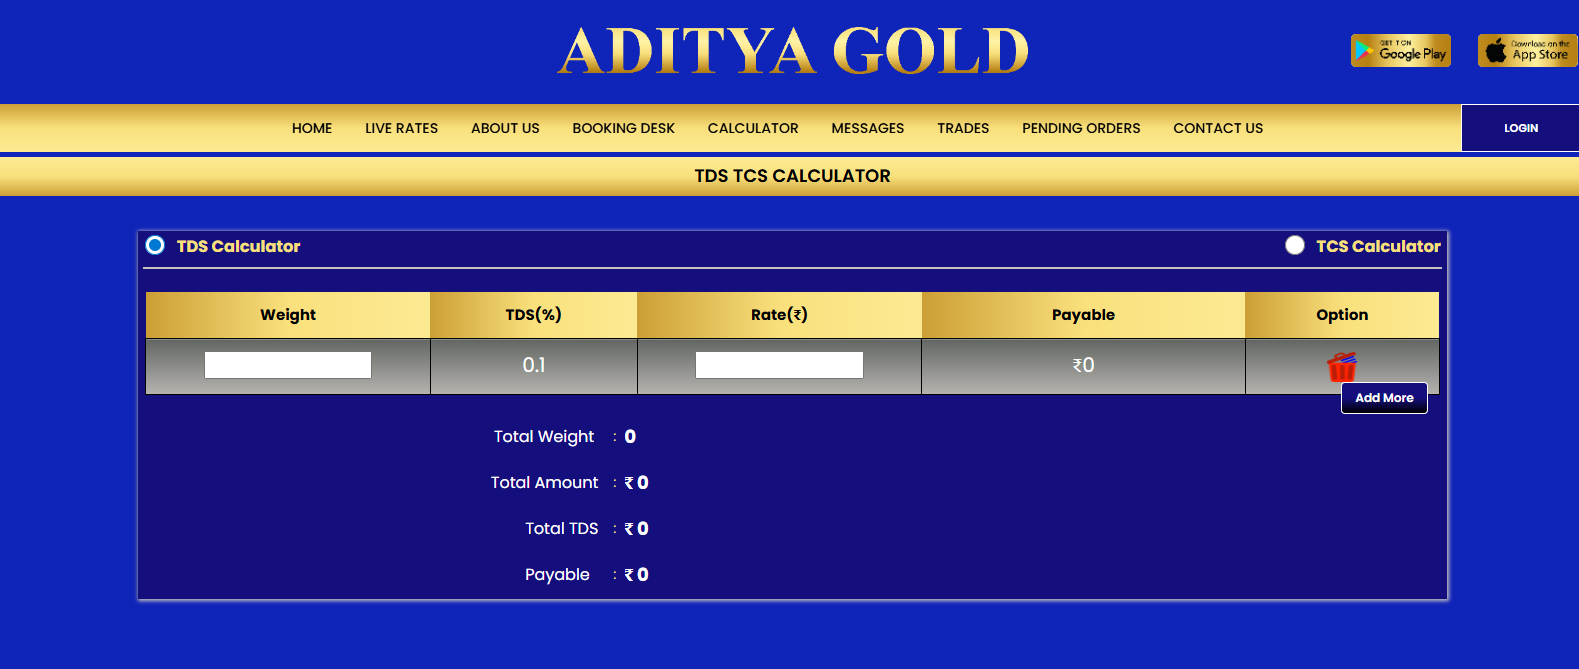 ADITYA GOLD
GET IT ON
Google Play
Download on the
App Store
HOME LIVE RATES ABOUT US BOOKING DESK CALCULATOR MESSAGES TRADES PENDING ORDERS CONTACT US LOGIN
TDS TCS CALCULATOR
TDS Calculator TCS Calculator
Weight TDS(%) Rate(₹) Payable Option
0.1 ₹0
Add More
Total Weight : 0
Total Amount : ₹ 0
Total TDS : ₹ 0
Payable : ₹ 0